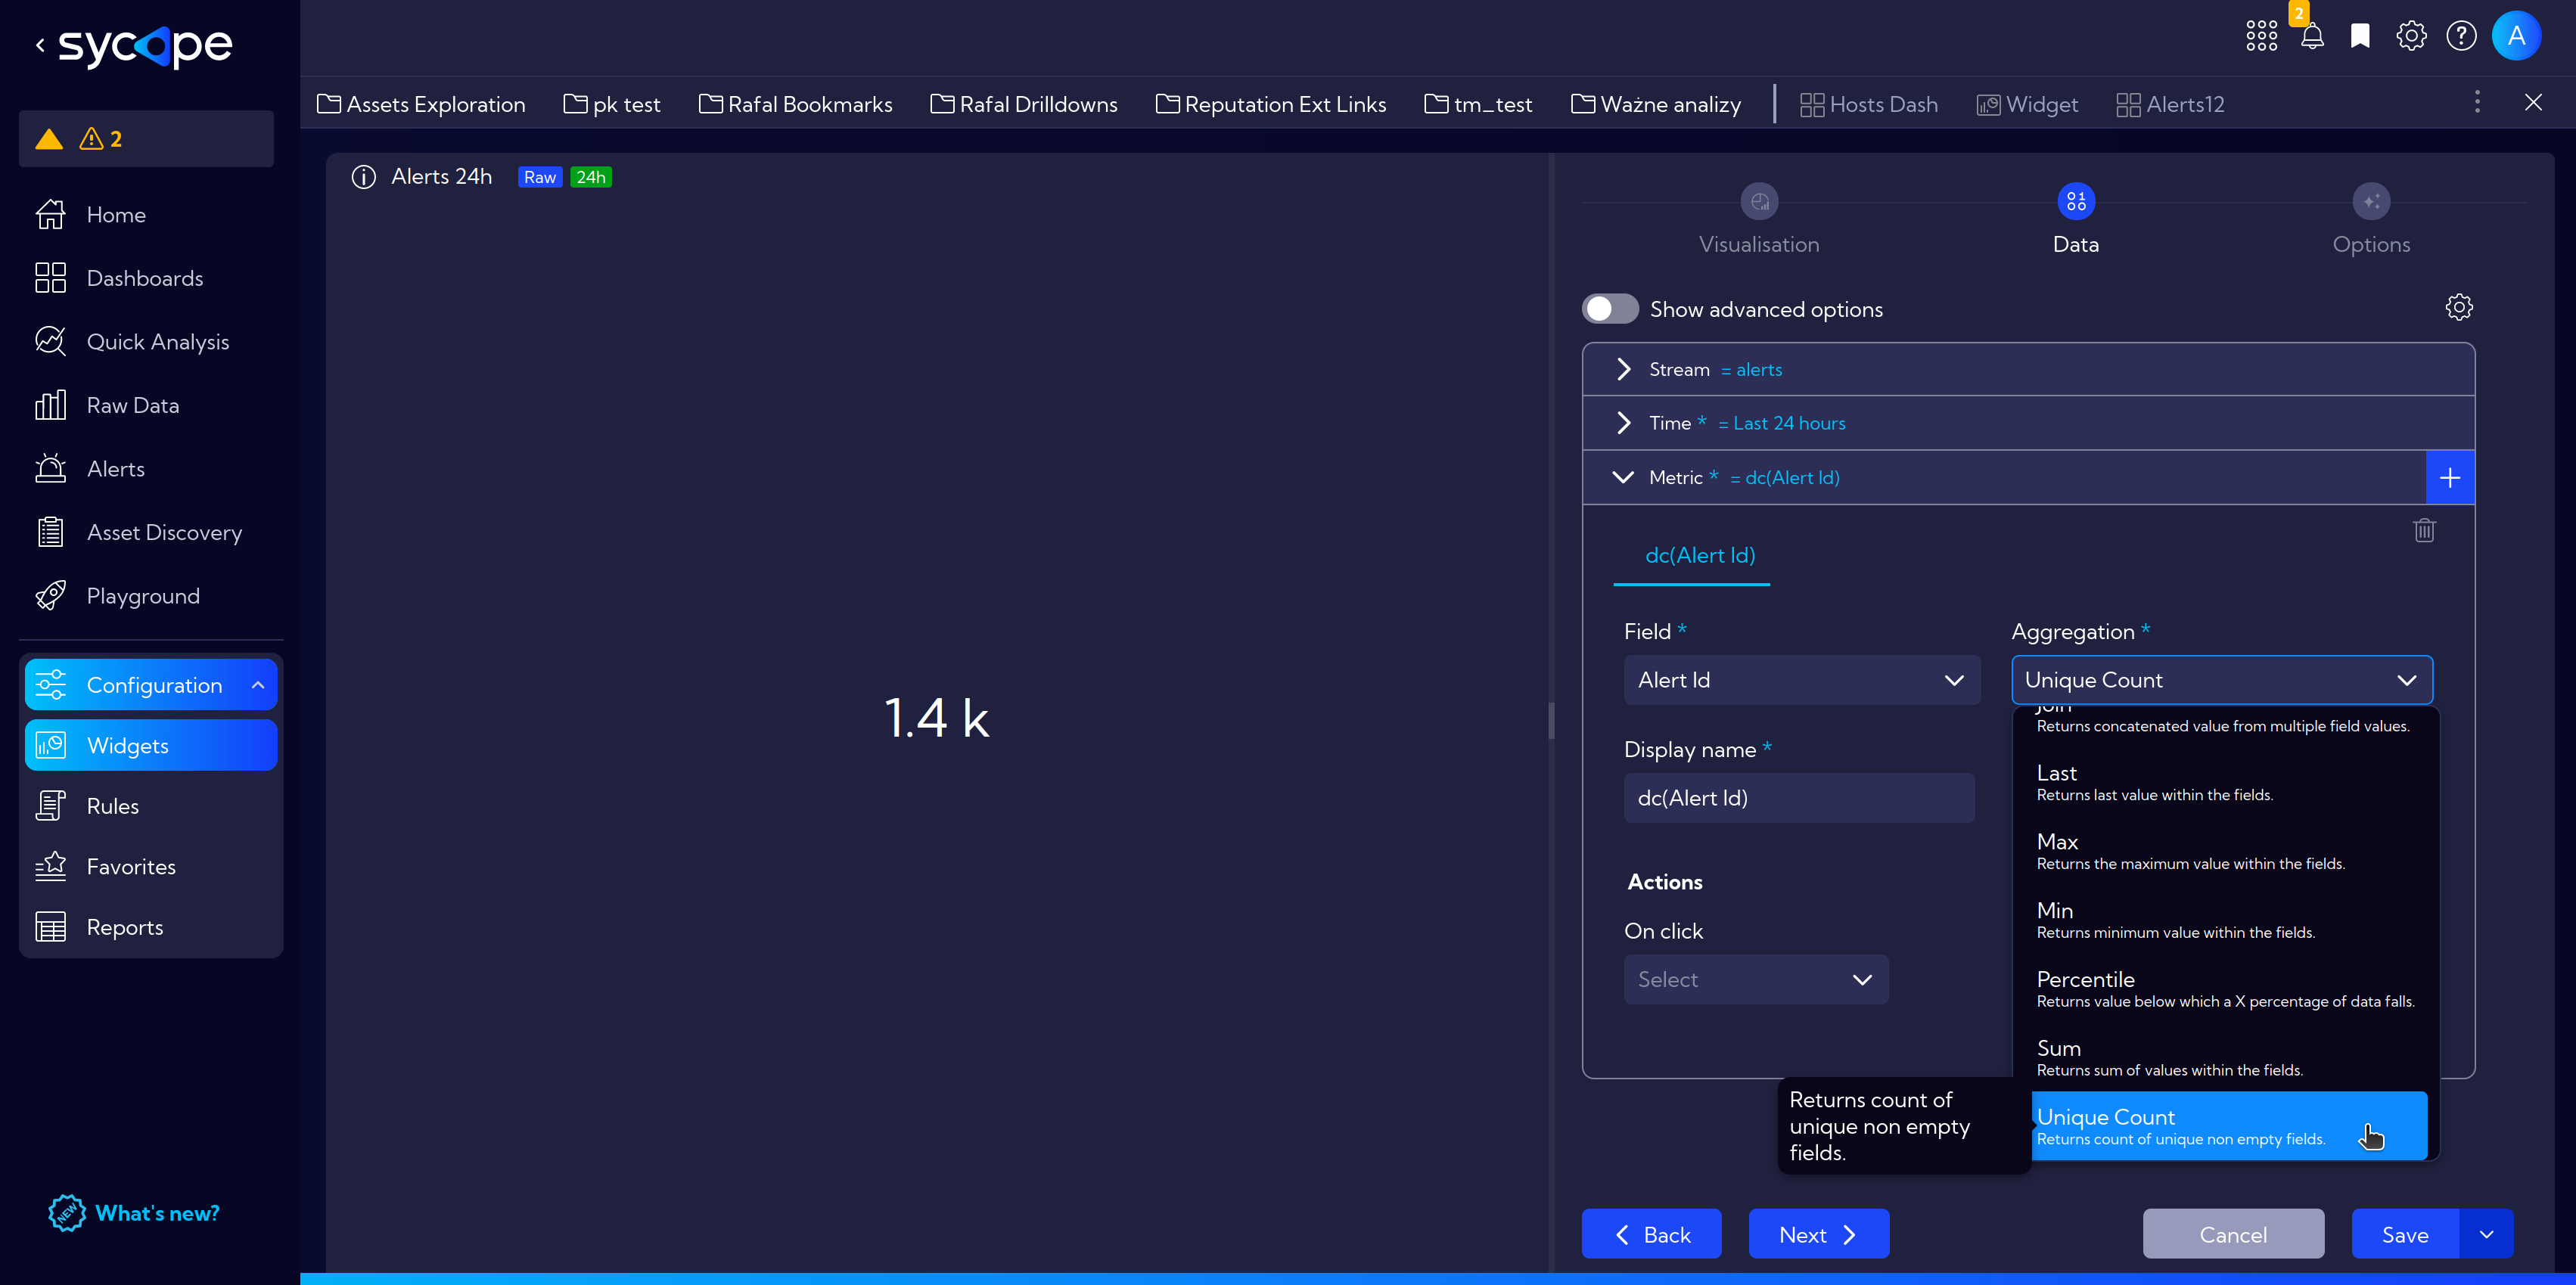 sycope
2
A
Assets Exploration
pk test
Rafal Bookmarks
Rafal Drilldowns
Reputation Ext Links
tm_test
Ważne analizy
Hosts Dash
Widget
Alerts12
2
Home
Dashboards
Quick Analysis
Raw Data
Alerts
Asset Discovery
Playground
Configuration
Widgets
Rules
Favorites
Reports
NEW
What's new?
Alerts 24h
Raw
24h
1.4 k
Visualisation
Data
Options
Show advanced options
Stream = alerts
Time * = Last 24 hours
Metric * = dc(Alert Id)
dc(Alert Id)
Field *
Aggregation *
Alert Id
Unique Count
Display name *
dc(Alert Id)
Actions
On click
Select
Join
Returns concatenated value from multiple field values.
Last
Returns last value within the fields.
Max
Returns the maximum value within the fields.
Min
Returns minimum value within the fields.
Percentile
Returns value below which a X percentage of data falls.
Sum
Returns sum of values within the fields.
Unique Count
Returns count of unique non empty fields.
Returns count of
unique non empty
fields.
Back
Next
Cancel
Save